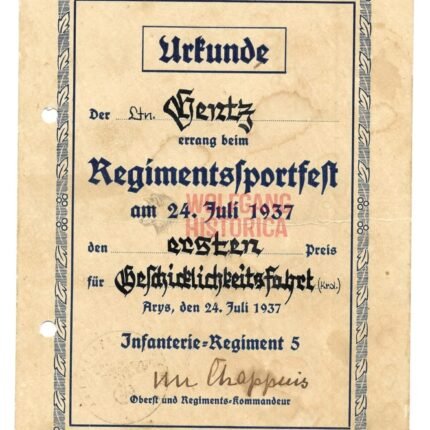 Urkunde
Der Ltn. Gentz
errang beim
Regimentssportfest
WOLFGANG
HISTORICA
am 24. Juli 1937
den ersten Preis
für Geschicklichkeitsfahrt (Krd.)
Arys, den 24. Juli 1937
Infanterie-Regiment 5
von Chappuis
Oberst und Regiments-Kommandeur